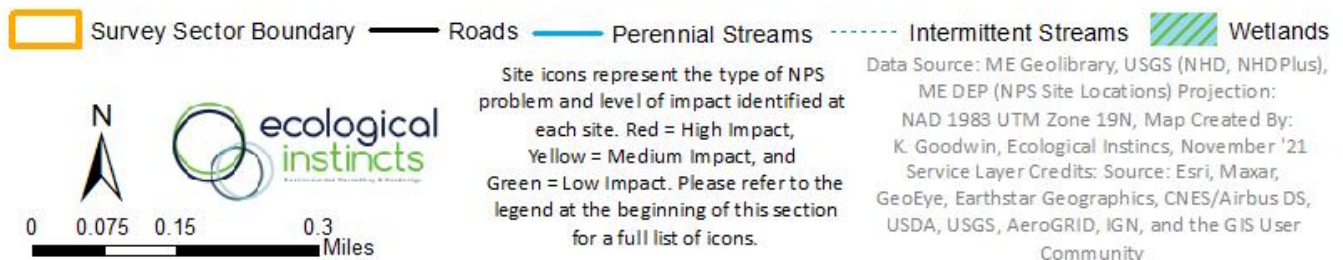 Survey Sector Boundary Roads Perennial Streams Intermittent Streams Wetlands
N
ecological
instincts
0 0.075 0.15 0.3
Miles
Site icons represent the type of NPS
problem and level of impact identified at
each site. Red = High Impact,
Yellow = Medium Impact, and
Green = Low Impact. Please refer to the
legend at the beginning of this section
for a full list of icons.
Data Source: ME Geolibrary, USGS (NHD, NHDPlus),
ME DEP (NPS Site Locations) Projection:
NAD 1983 UTM Zone 19N, Map Created By:
K. Goodwin, Ecological Instincs, November '21
Service Layer Credits: Source: Esri, Maxar,
GeoEye, Earthstar Geographics, CNES/Airbus DS,
USDA, USGS, AeroGRID, IGN, and the GIS User
Community